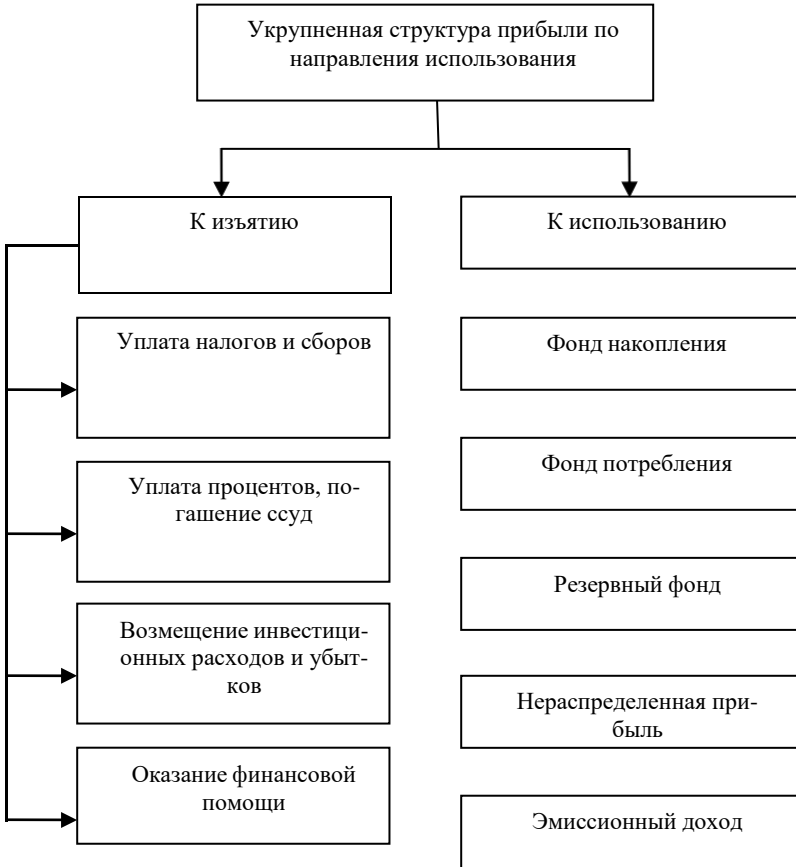 Укрупненная структура прибыли по
направления использования
К изъятию
Уплата налогов и сборов
Уплата процентов, по-
гашение ссуд
Возмещение инвестици-
онных расходов и убыт-
ков
Оказание финансовой
помощи
К использованию
Фонд накопления
Фонд потребления
Резервный фонд
Нераспределенная при-
быль
Эмиссионный доход